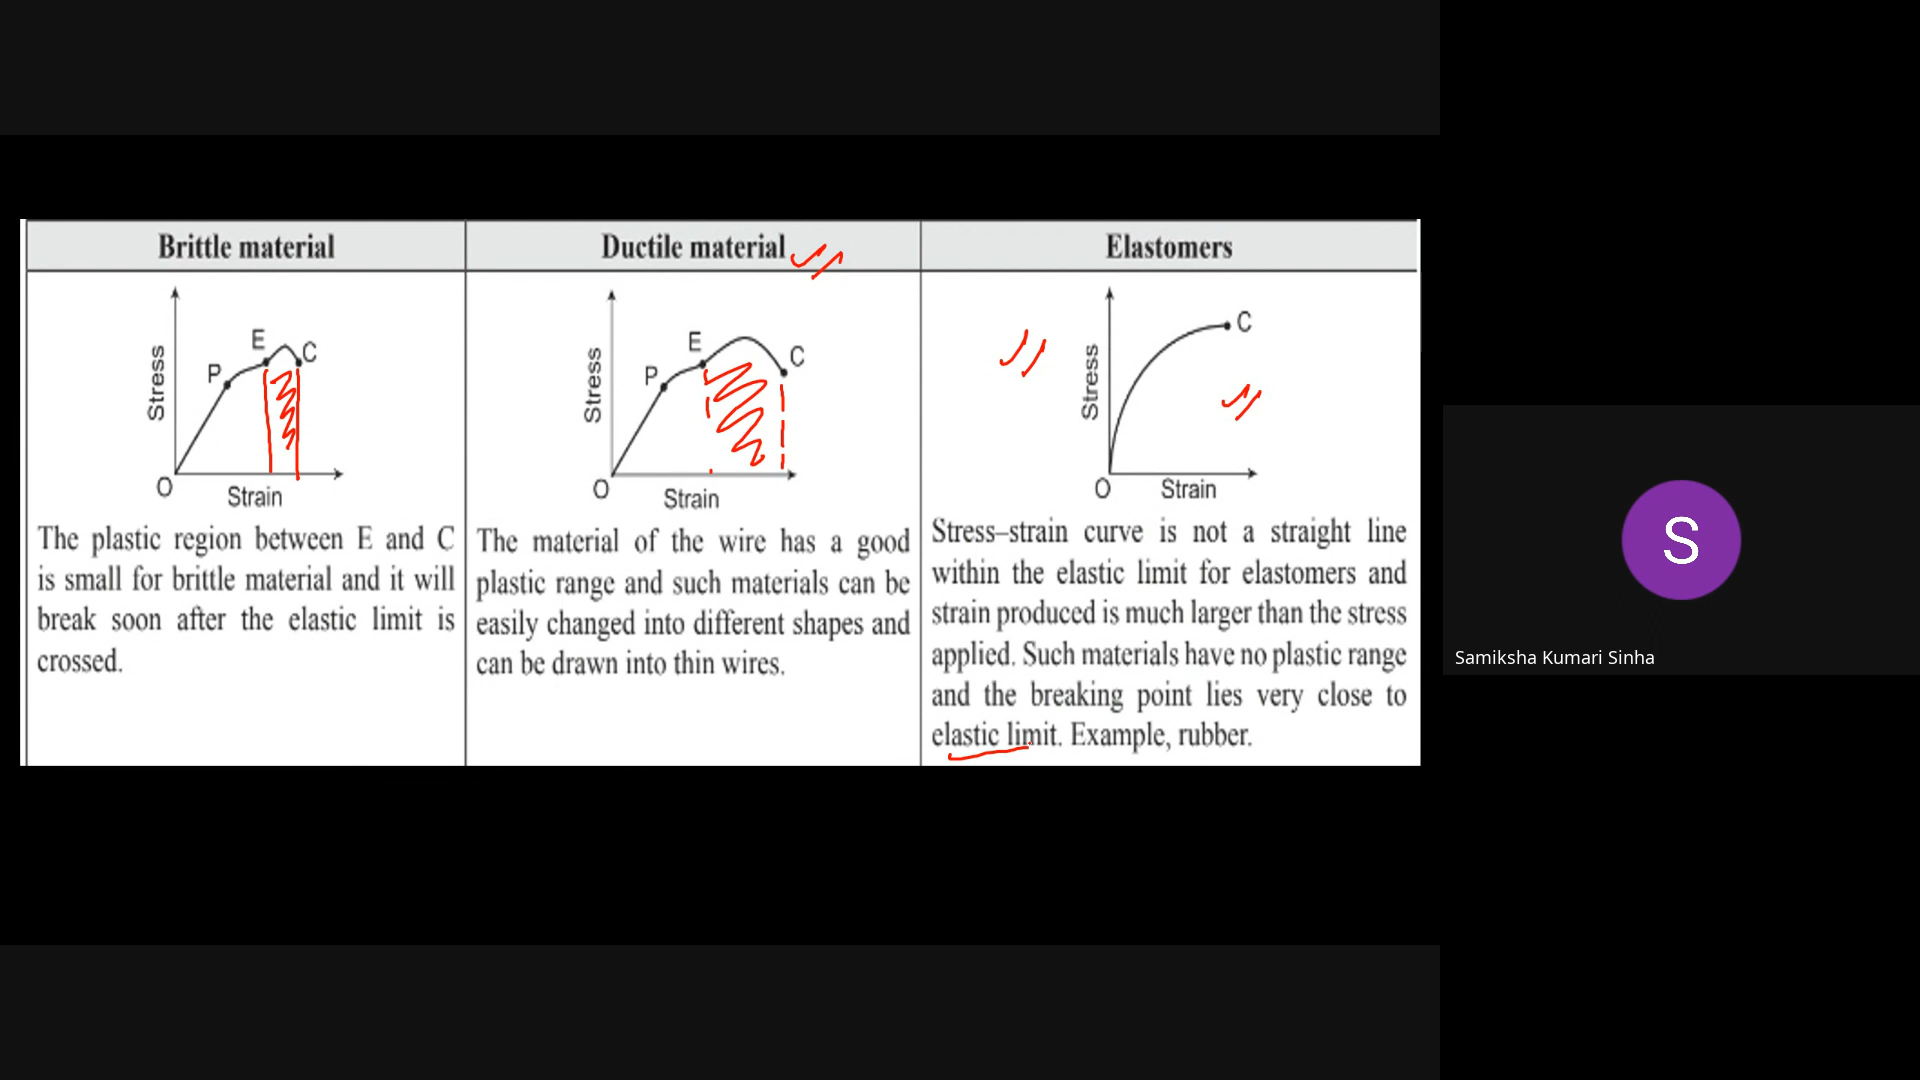 Brittle material
Stress
P
E
C
O
Strain
The plastic region between E and C
is small for brittle material and it will
break soon after the elastic limit is
crossed.
Ductile material
Stress
P
E
C
O
Strain
The material of the wire has a good
plastic range and such materials can be
easily changed into different shapes and
can be drawn into thin wires.
Elastomers
Stress
C
O
Strain
Stress–strain curve is not a straight line
within the elastic limit for elastomers and
strain produced is much larger than the stress
applied. Such materials have no plastic range
and the breaking point lies very close to
elastic limit. Example, rubber.
S
Samiksha Kumari Sinha